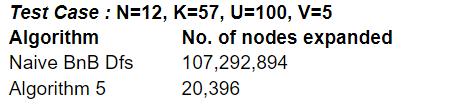 Test Case : N=12, K=57, U=100, V=5
Algorithm No. of nodes expanded
Naive BnB Dfs 107,292,894
Algorithm 5 20,396